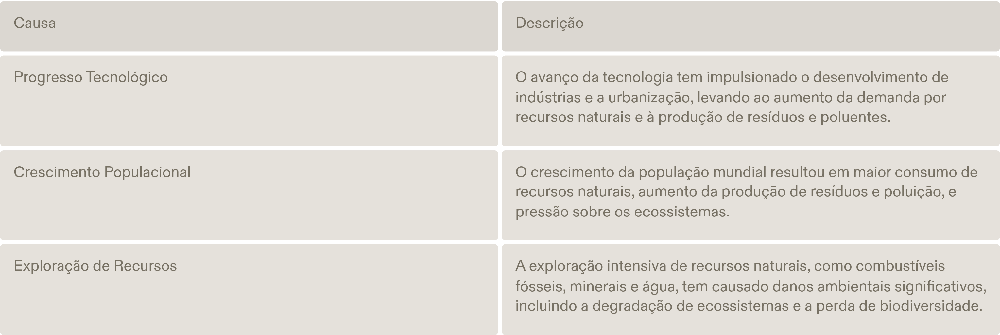 Causa
Descrição
Progresso Tecnológico
O avanço da tecnologia tem impulsionado o desenvolvimento de
indústrias e a urbanização, levando ao aumento da demanda por
recursos naturais e à produção de resíduos e poluentes.
Crescimento Populacional
O crescimento da população mundial resultou em maior consumo de
recursos naturais, aumento da produção de resíduos e poluição, e
pressão sobre os ecossistemas.
Exploração de Recursos
A exploração intensiva de recursos naturais, como combustíveis
fósseis, minerais e água, tem causado danos ambientais significativos,
incluindo a degradação de ecossistemas e a perda de biodiversidade.